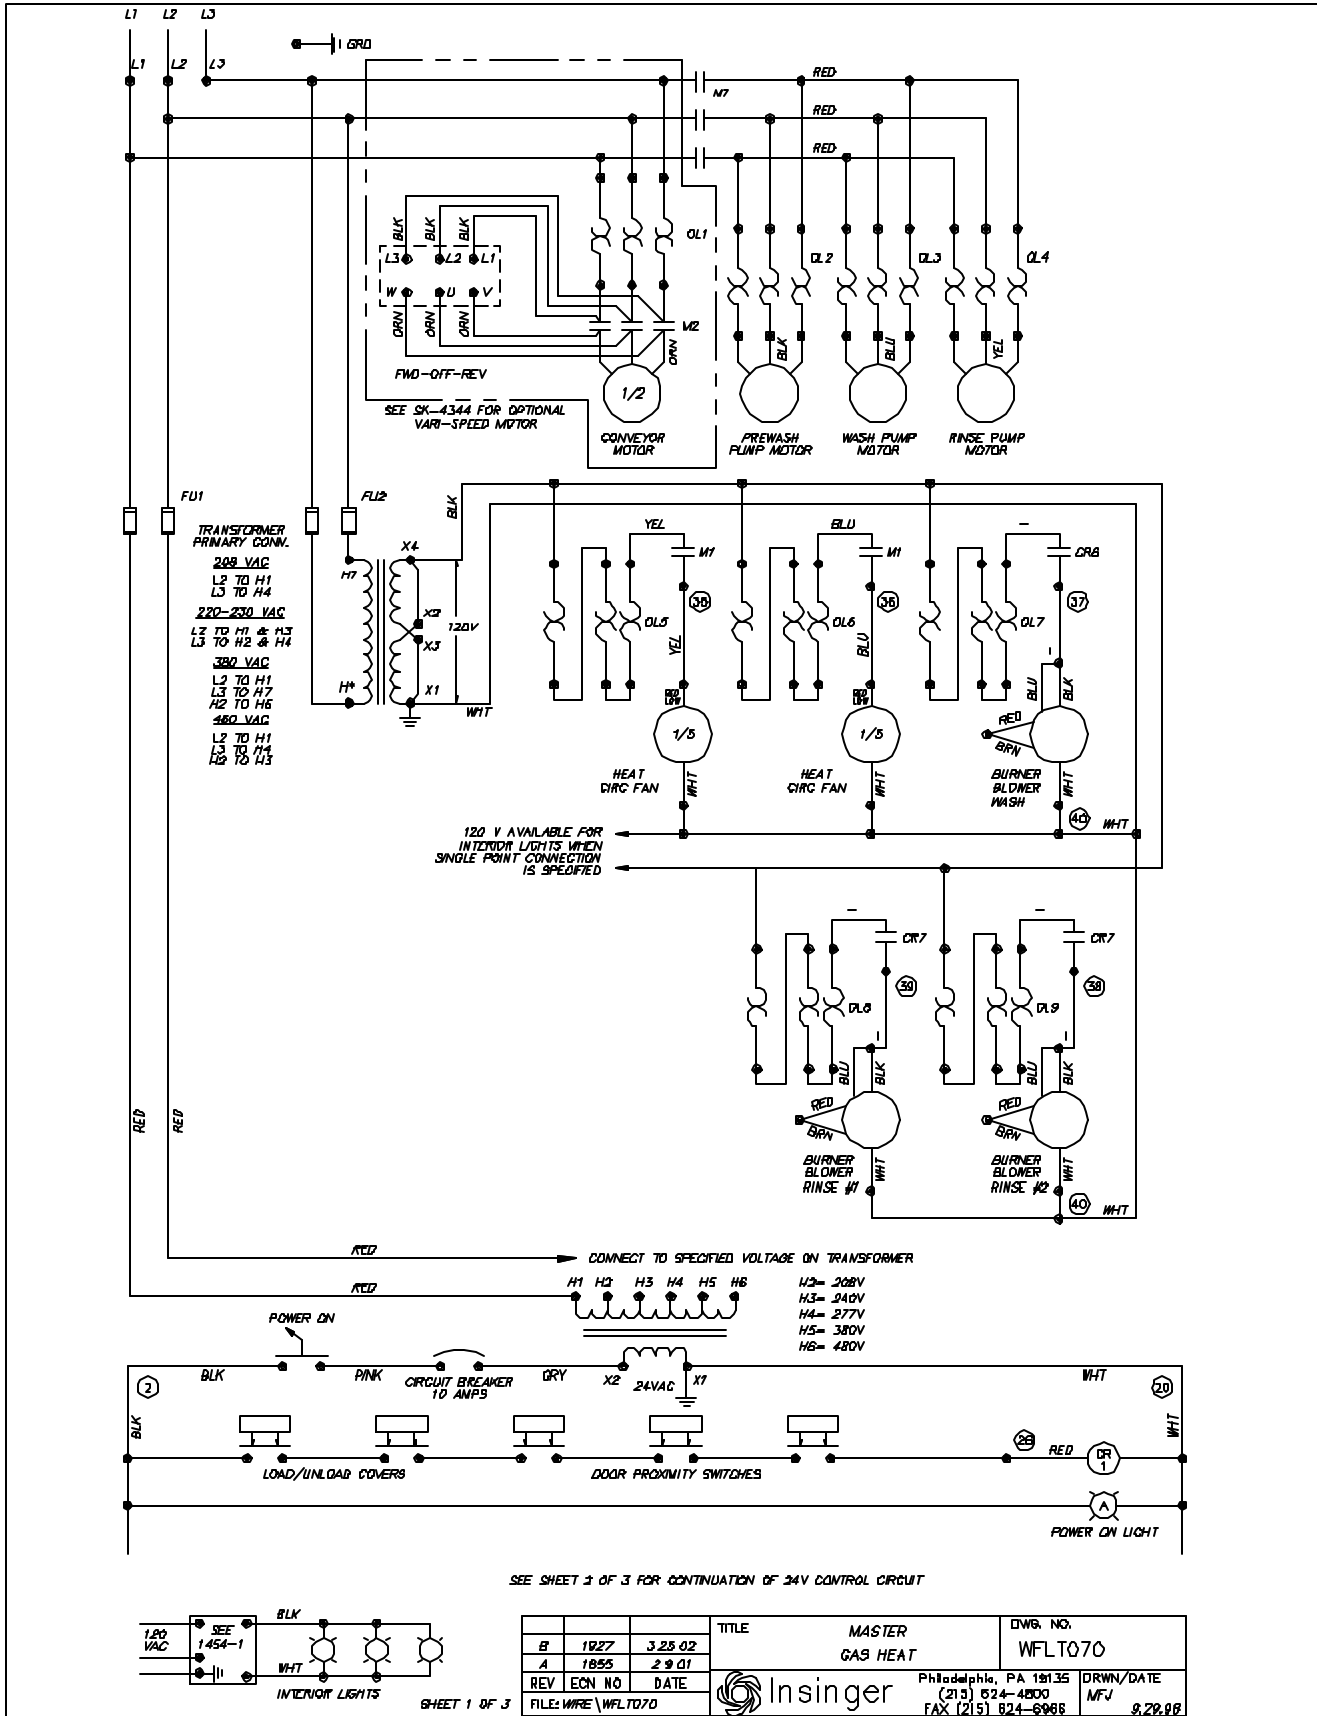 L1 L2 L3
GRD
L1 L2 L3
RED
M7
RED
RED
BLK BLK BLK
OL1 OL2 OL3 OL4
L3 L2 L1
W U V
ORN ORN ORN
M2
ORN
BLK BLU YEL
FWD-OFF-REV
1/2
SEE SK-4344 FOR OPTIONAL
VARI-SPEED MOTOR
CONVEYOR
MOTOR
PREWASH
PUMP MOTOR
WASH PUMP
MOTOR
RINSE PUMP
MOTOR
FU1 FU2
BLK
TRANSFORMER
PRIMARY CONN.
208 VAC
L2 TO H1
L3 TO H4
220-230 VAC
L2 TO H1 & H3
L3 TO H2 & H4
380 VAC
L2 TO H1
L3 TO H7
H2 TO H6
460 VAC
L2 TO H1
L3 TO H4
H2 TO H3
X4
X2
120V
X3
H4 X1
WHT
YEL BLU -
M1 M1 CR8
36 37
OL5 OL6 OL7
YEL BLU BLU BLK
1/5 1/5
RED
BRN
HEAT
CIRC FAN
WHT
HEAT
CIRC FAN
WHT
BURNER
BLOWER
WASH
WHT
40 WHT
120 V AVAILABLE FOR
INTERIOR LIGHTS WHEN
SINGLE POINT CONNECTION
IS SPECIFIED
- -
CR7 CR7
39 38
OL8 OL9
BLU BLK BLU BLK
RED RED
BRN BRN
BURNER
BLOWER
RINSE #1
WHT
BURNER
BLOWER
RINSE #2
WHT
40 WHT
RED RED
RED
CONNECT TO SPECIFIED VOLTAGE ON TRANSFORMER
RED
H1 H2 H3 H4 H5 H6
H2= 208V
H3= 240V
H4= 277V
H5= 380V
H6= 480V
POWER ON
BLK PINK
CIRCUIT BREAKER
10 AMPS
GRY X2 24VAC X1 WHT
2 20
BLK WHT
LOAD/UNLOAD COVERS DOOR PROXIMITY SWITCHES
RED
CR
1
A
POWER ON LIGHT
SEE SHEET 2 OF 3 FOR CONTINUATION OF 24V CONTROL CIRCUIT
120
VAC
SEE
1454-1
BLK
WHT
INTERIOR LIGHTS
SHEET 1 OF 3
B 1927 3.25.02
A 1855 2 9 01
REV ECN NO DATE
FILE: WIRE\WFLT070
TITLE MASTER
GAS HEAT
DWG. NO.
WFLT070
Insinger
Philadelphia, PA 19135
(215) 624-4800
FAX (215) 624-6966
DRWN/DATE
MFJ